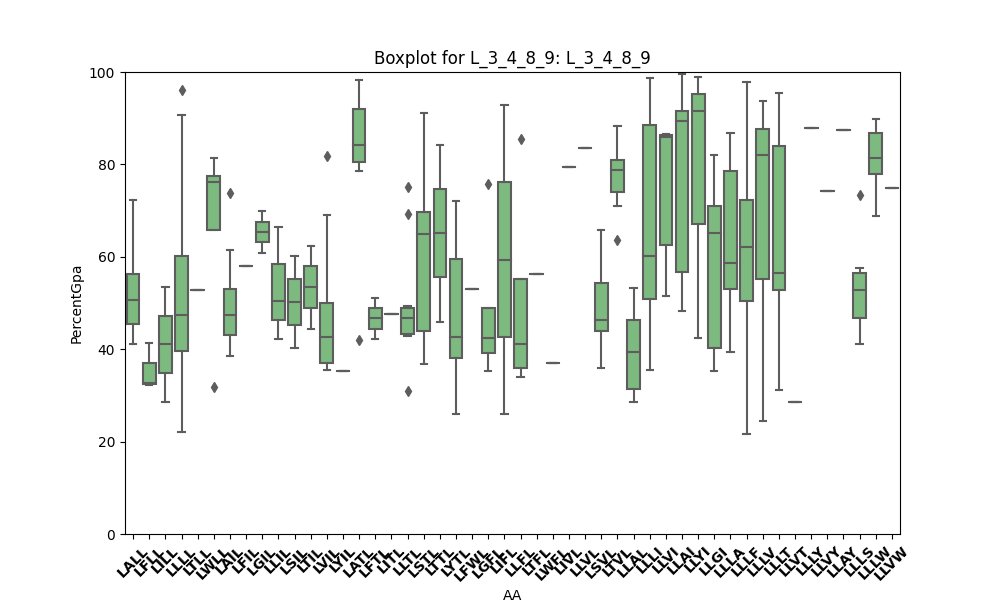 Boxplot for L_3_4_8_9: L_3_4_8_9
100
80
60
40
20
0
PercentGpa
LALL
LFLL
LILL
LLLL
LTLL
LWLL
LAIL
LFIL
LGIL
LLIL
LSIL
LTIL
LVIL
LYIL
LATL
LFTL
LITL
LLTL
LSTL
LTTL
LYTL
LFWL
LGFL
LIFL
LLFL
LTFL
LWFL
LIVL
LLVL
LSVL
LTVL
LLAL
LLLI
LLVI
LLAI
LLYI
LLGI
LLLA
LLLF
LLLV
LLLT
LLVT
LLLY
LLVY
LLAY
LLLS
LLLW
LLVW
AA